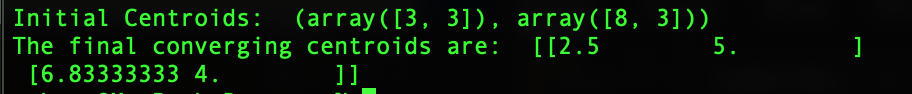 Initial Centroids:  (array([3, 3]), array([8, 3]))
The final converging centroids are:  [[2.5        5.        ]
 [6.83333333 4.        ]]